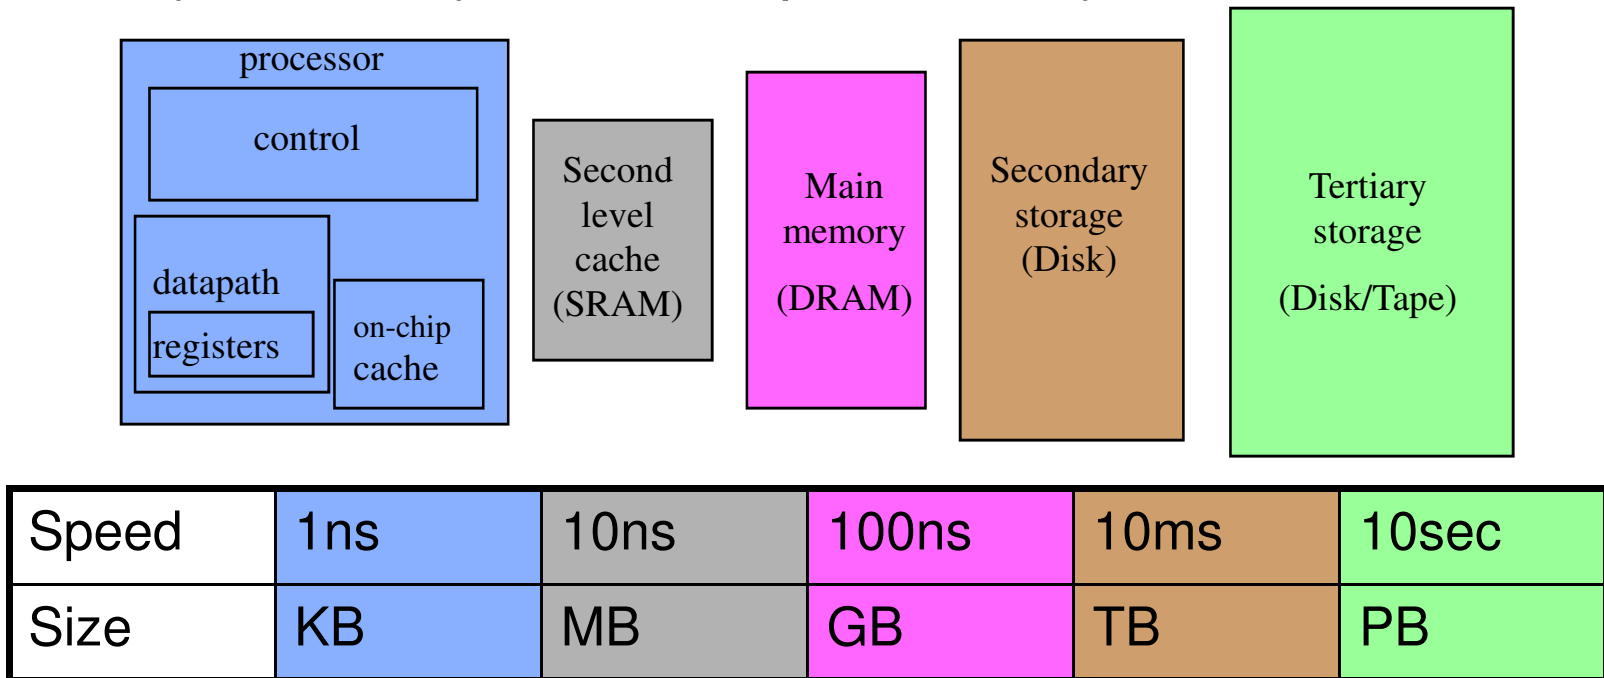 processor
control
datapath
registers
on-chip
cache
Second
level
cache
(SRAM)
Main
memory
(DRAM)
Secondary
storage
(Disk)
Tertiary
storage
(Disk/Tape)
Speed 1ns 10ns 100ns 10ms 10sec
Size KB MB GB TB PB